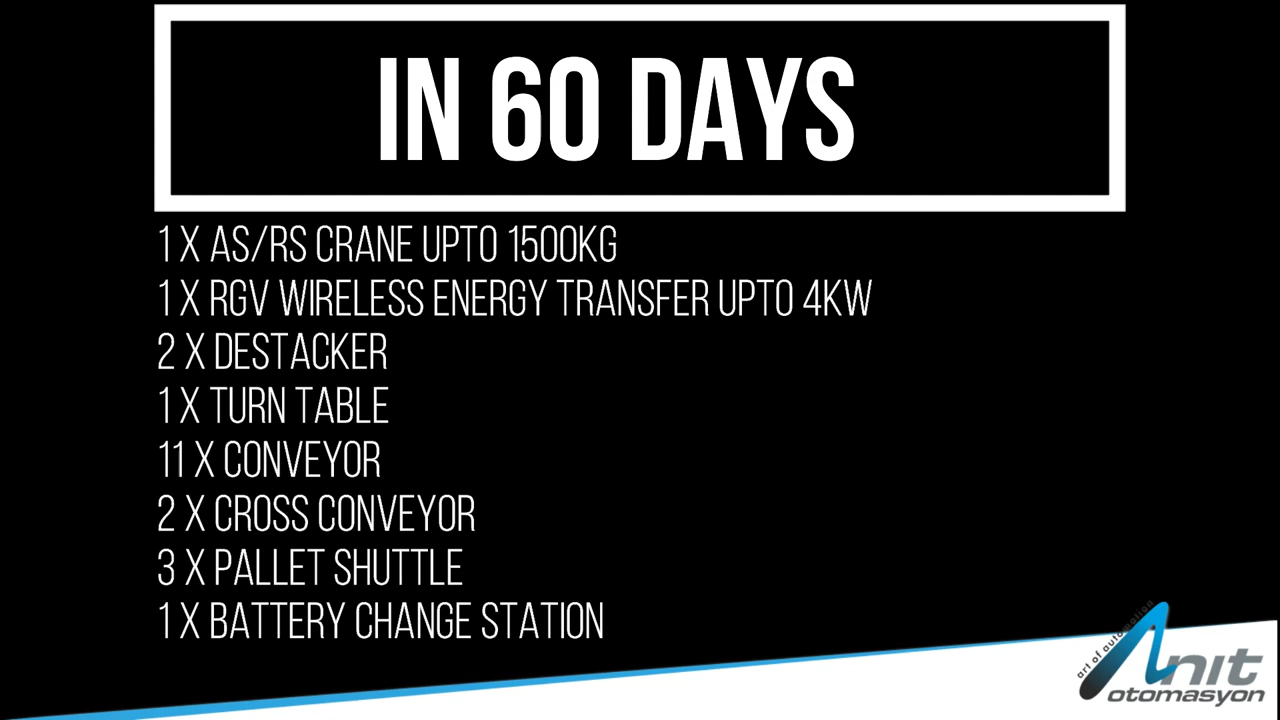 IN 60 DAYS
1 X AS/RS CRANE UPTO 1500KG
1 X RGV WIRELESS ENERGY TRANSFER UPTO 4KW
2 X DESTACKER
1 X TURN TABLE
11 X CONVEYOR
2 X CROSS CONVEYOR
3 X PALLET SHUTTLE
1 X BATTERY CHANGE STATION
art of automation
Anit
otomasyon